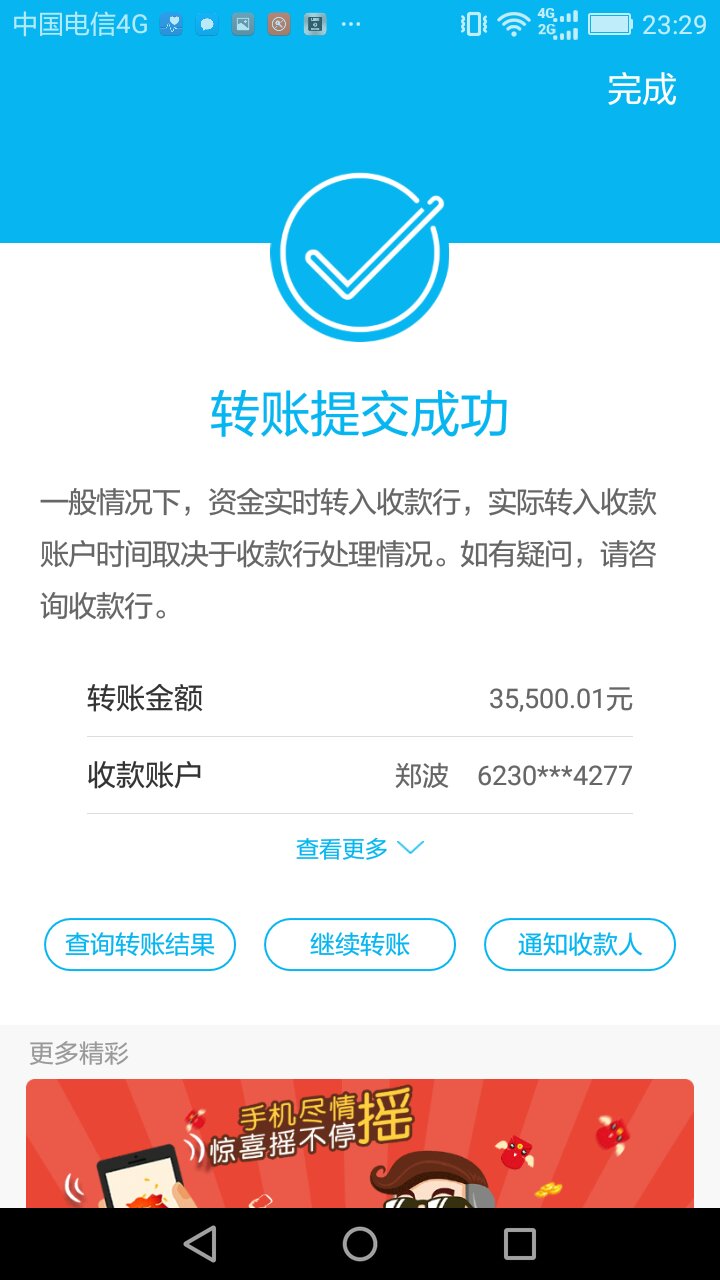 中国电信4G
4G
2G
23:29
完成
转账提交成功
一般情况下，资金实时转入收款行，实际转入收款
账户时间取决于收款行处理情况。如有疑问，请咨
询收款行。
转账金额 35,500.01元
收款账户 郑波 6230***4277
查看更多
查询转账结果 继续转账 通知收款人
更多精彩
手机尽情摇
惊喜摇不停